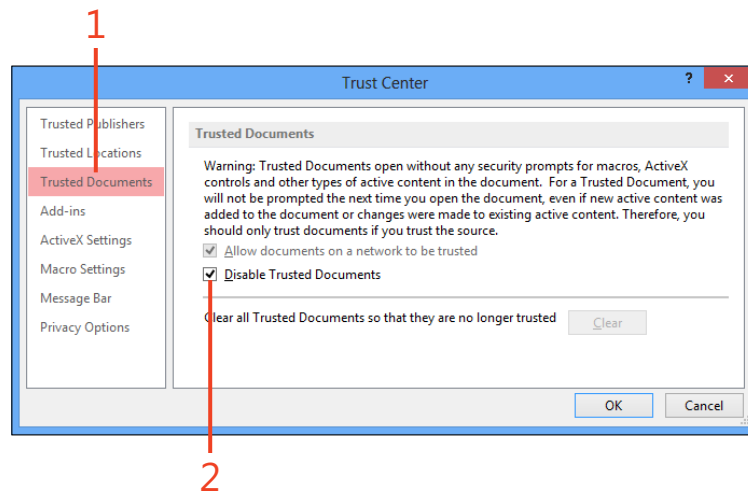 1
Trust Center
?
Trusted Publishers
Trusted Locations
Trusted Documents
Add-ins
ActiveX Settings
Macro Settings
Message Bar
Privacy Options
Trusted Documents
Warning: Trusted Documents open without any security prompts for macros, ActiveX
controls and other types of active content in the document. For a Trusted Document, you
will not be prompted the next time you open the document, even if new active content was
added to the document or changes were made to existing active content. Therefore, you
should only trust documents if you trust the source.
Allow documents on a network to be trusted
Disable Trusted Documents
Clear all Trusted Documents so that they are no longer trusted
Clear
OK
Cancel
2